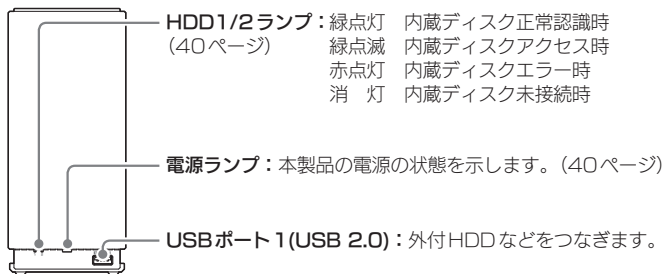 HDD1/2ランプ：緑点灯　内蔵ディスク正常認識時
（40ページ）　緑点滅　内蔵ディスクアクセス時
赤点灯　内蔵ディスクエラー時
消　灯　内蔵ディスク未接続時
電源ランプ：本製品の電源の状態を示します。（40ページ）
USBポート1(USB 2.0)：外付HDDなどをつなぎます。